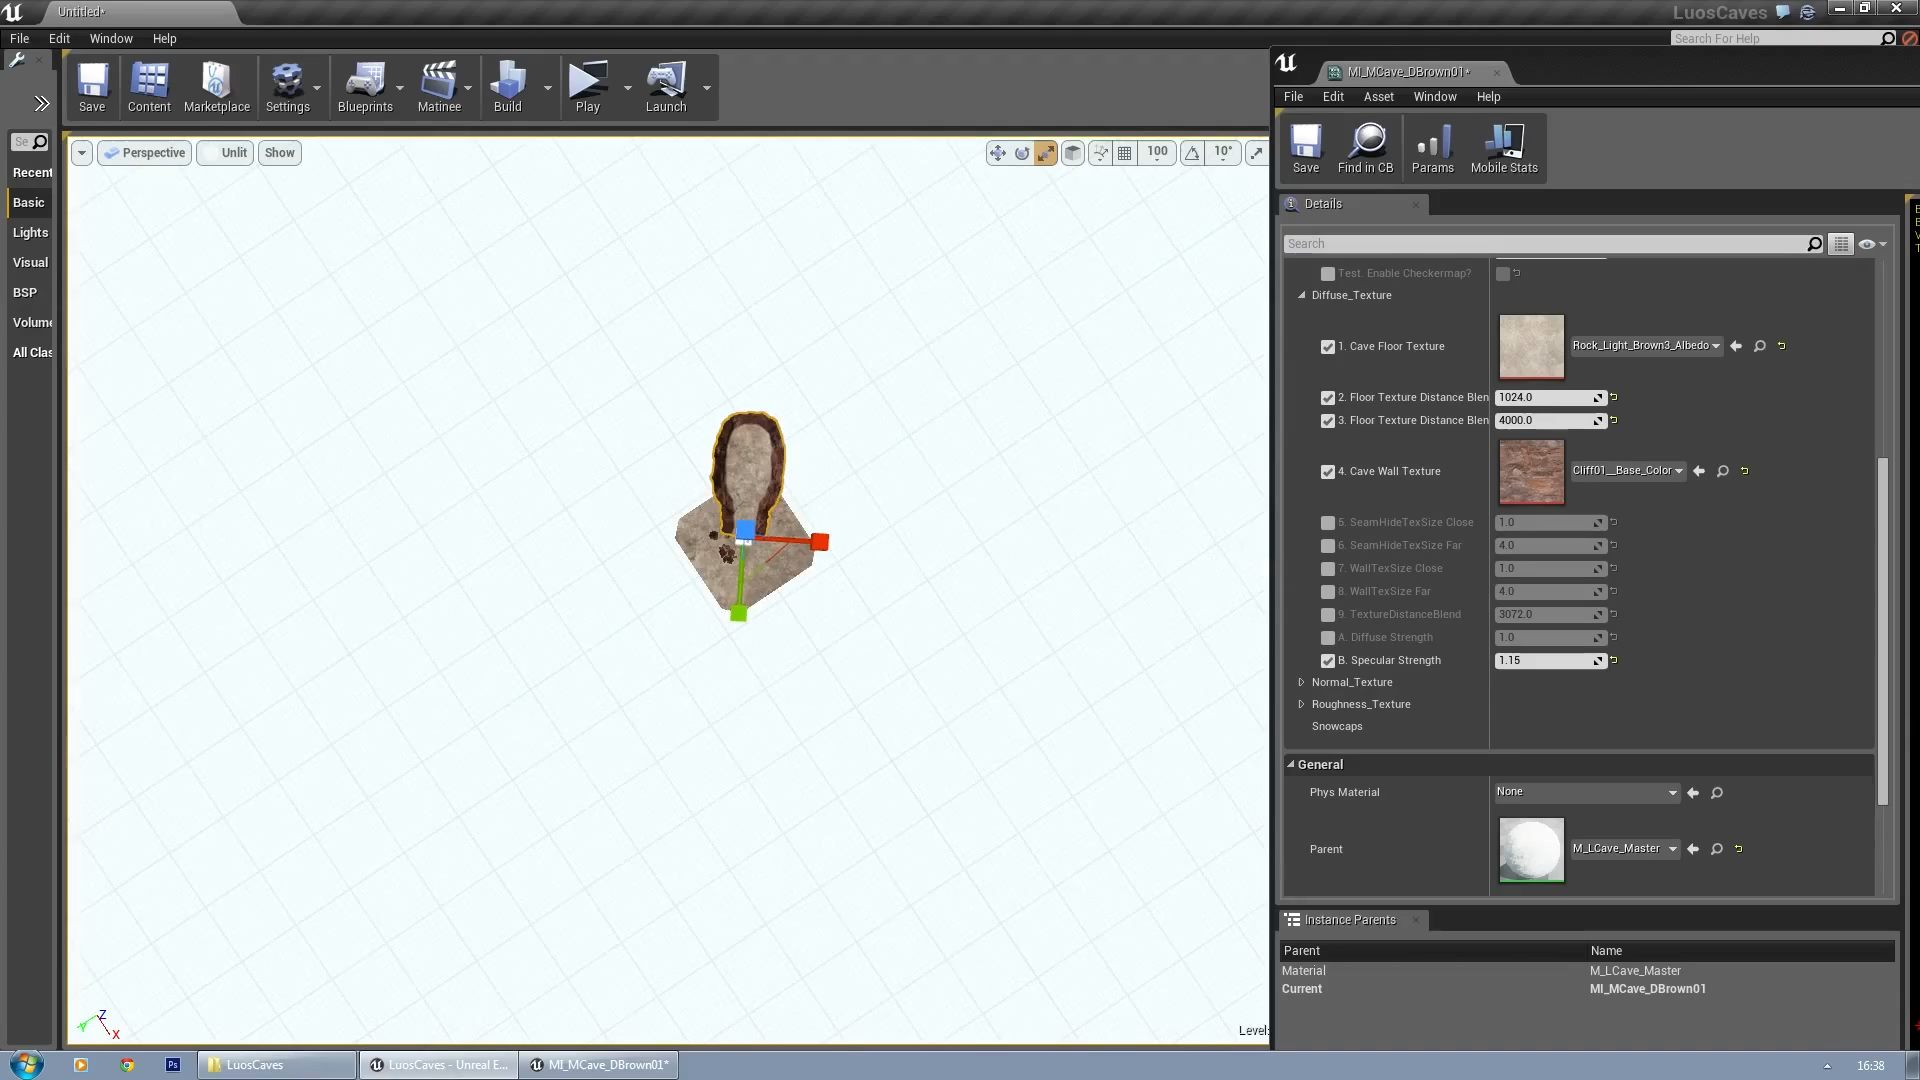 Untitled*
LuosCaves
File Edit Window Help
Search For Help
Save Content Marketplace Settings Blueprints Matinee Build Play Launch
Se
Recent
Basic
Lights
Visual
BSP
Volume
All Clas
Perspective Unlit Show
100 10°
Level:
Z
Y
X
MI_MCave_DBrown01*
File Edit Asset Window Help
Save Find in CB Params Mobile Stats
Details
Search
Test. Enable Checkermap?
Diffuse_Texture
1. Cave Floor Texture Rock_Light_Brown3_Albedo
2. Floor Texture Distance Blen 1024.0
3. Floor Texture Distance Blen 4000.0
4. Cave Wall Texture Cliff01__Base_Color
5. SeamHideTexSize Close 1.0
6. SeamHideTexSize Far 4.0
7. WallTexSize Close 1.0
8. WallTexSize Far 4.0
9. TextureDistanceBlend 3072.0
A. Diffuse Strength 1.0
B. Specular Strength 1.15
Normal_Texture
Roughness_Texture
Snowcaps
General
Phys Material None
Parent M_LCave_Master
Instance Parents
Parent Name
Material M_LCave_Master
Current MI_MCave_DBrown01
Ps LuosCaves LuosCaves - Unreal E... MI_MCave_DBrown01* 16:38